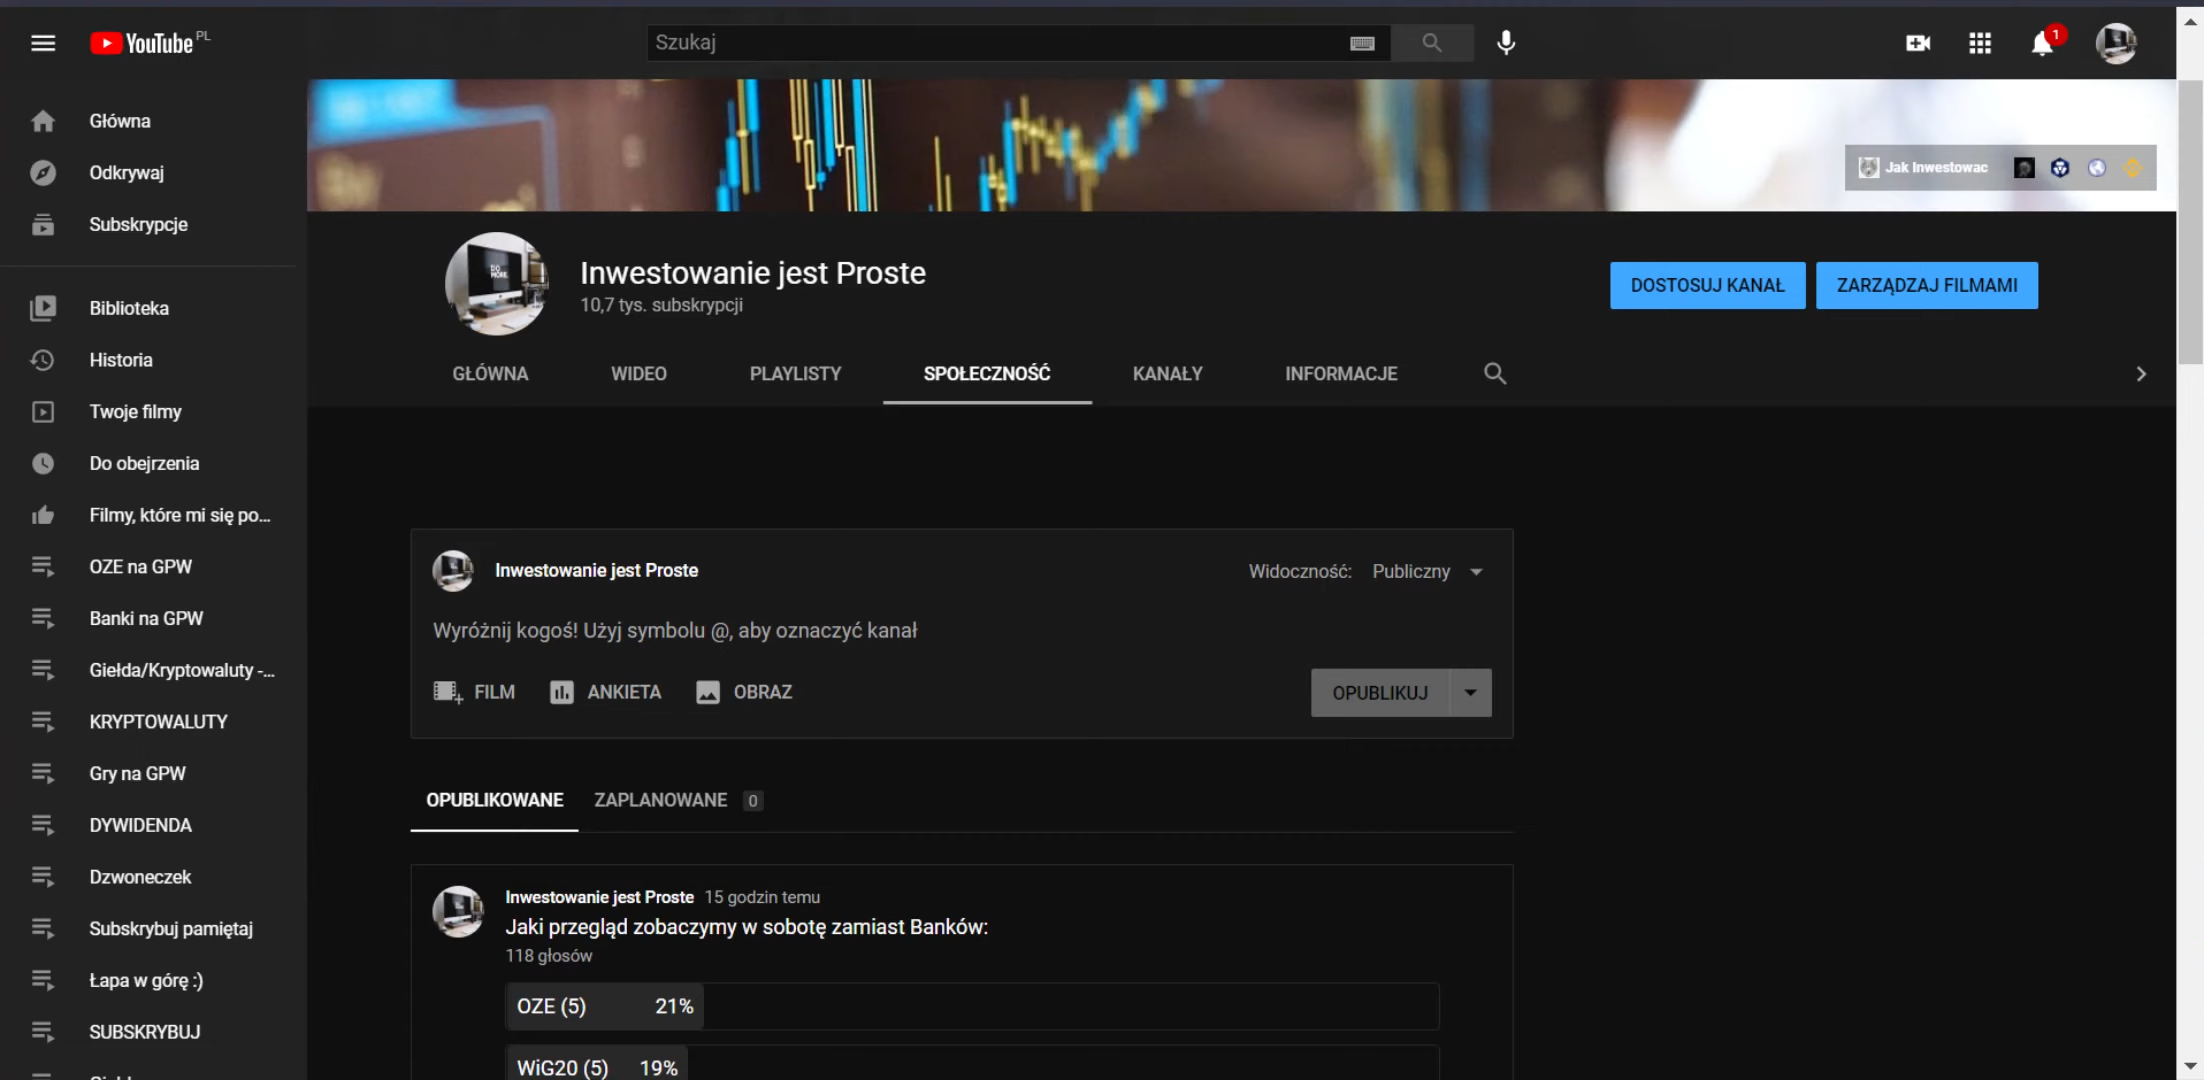 YouTube PL
Szukaj
1
Główna
Odkrywaj
Subskrypcje
Biblioteka
Historia
Twoje filmy
Do obejrzenia
Filmy, które mi się po...
OZE na GPW
Banki na GPW
Giełda/Kryptowaluty -...
KRYPTOWALUTY
Gry na GPW
DYWIDENDA
Dzwoneczek
Subskrybuj pamiętaj
Łapa w górę :)
SUBSKRYBUJ
Jak Inwestowac
DO MORE.
Inwestowanie jest Proste
10,7 tys. subskrypcji
DOSTOSUJ KANAŁ
ZARZĄDZAJ FILMAMI
GŁÓWNA WIDEO PLAYLISTY SPOŁECZNOŚĆ KANAŁY INFORMACJE
Inwestowanie jest Proste
Widoczność: Publiczny
Wyróżnij kogoś! Użyj symbolu @, aby oznaczyć kanał
FILM ANKIETA OBRAZ
OPUBLIKUJ
OPUBLIKOWANE ZAPLANOWANE 0
Inwestowanie jest Proste 15 godzin temu
Jaki przegląd zobaczymy w sobotę zamiast Banków:
118 głosów
OZE (5) 21%
WiG20 (5) 19%